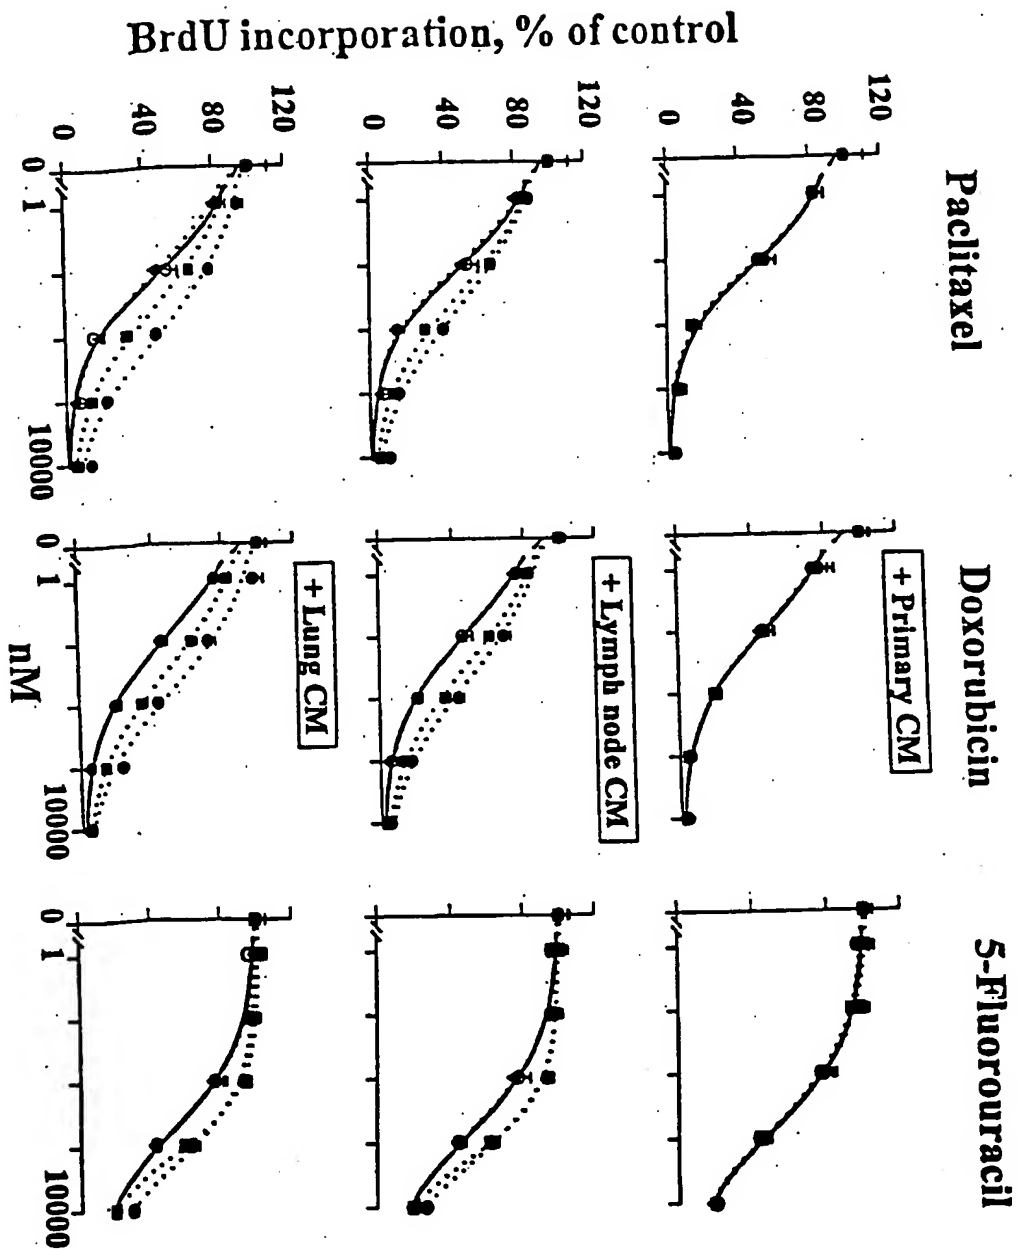 Paclitaxel
Doxorubicin
5-Fluorouracil
BrdU incorporation, % of control
120
80
40
0
+ Primary CM
120
80
40
0
+ Lymph node CM
120
80
40
0
+ Lung CM
0
1
10000
0
1
10000
0
1
10000
nM